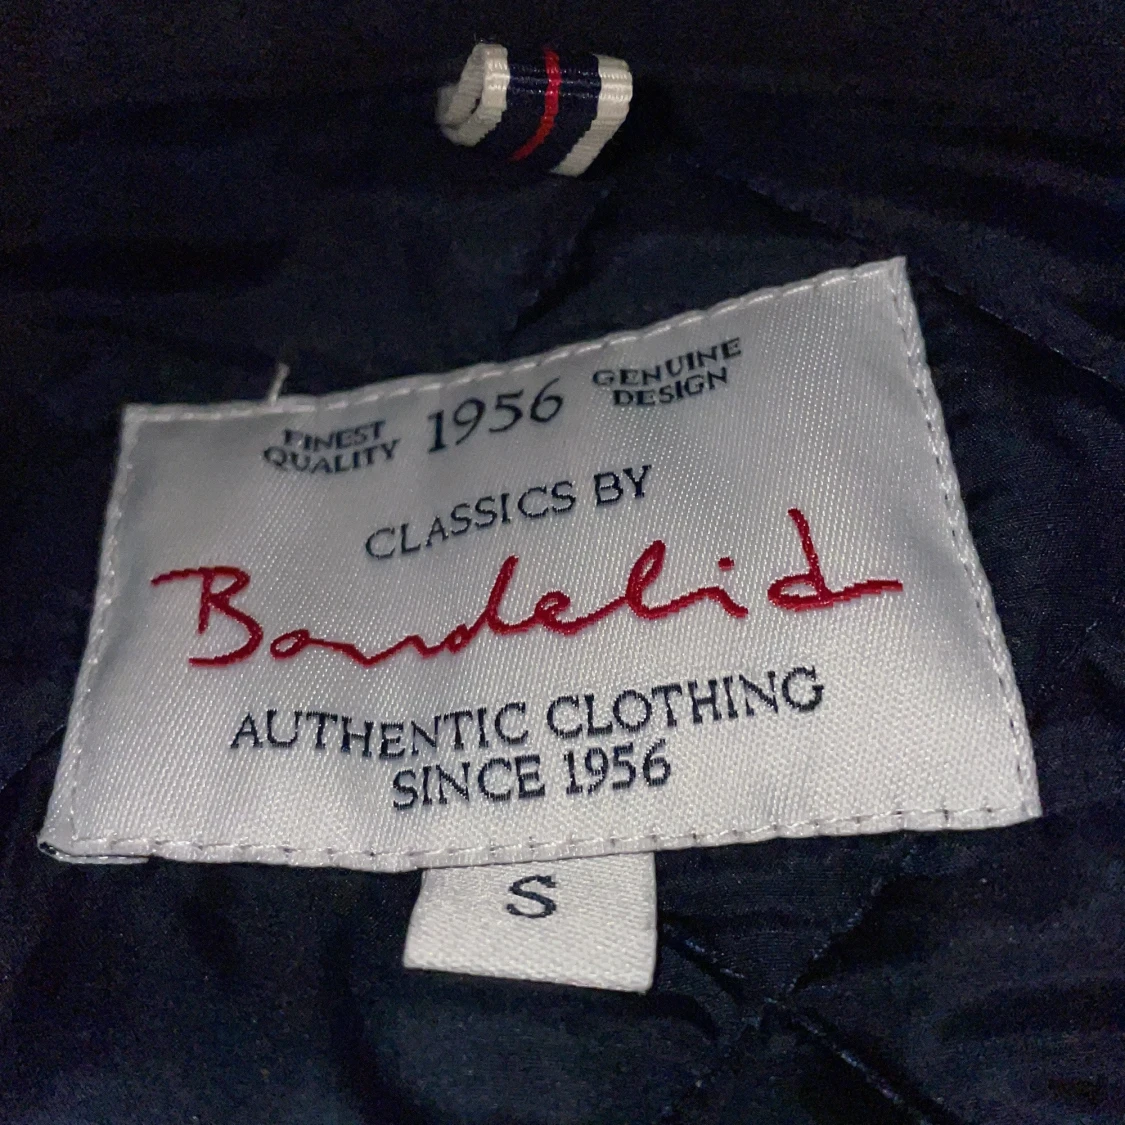 FINEST
QUALITY
1956
GENUINE
DESIGN
CLASSICS BY
Bondelid
AUTHENTIC CLOTHING
SINCE 1956
S